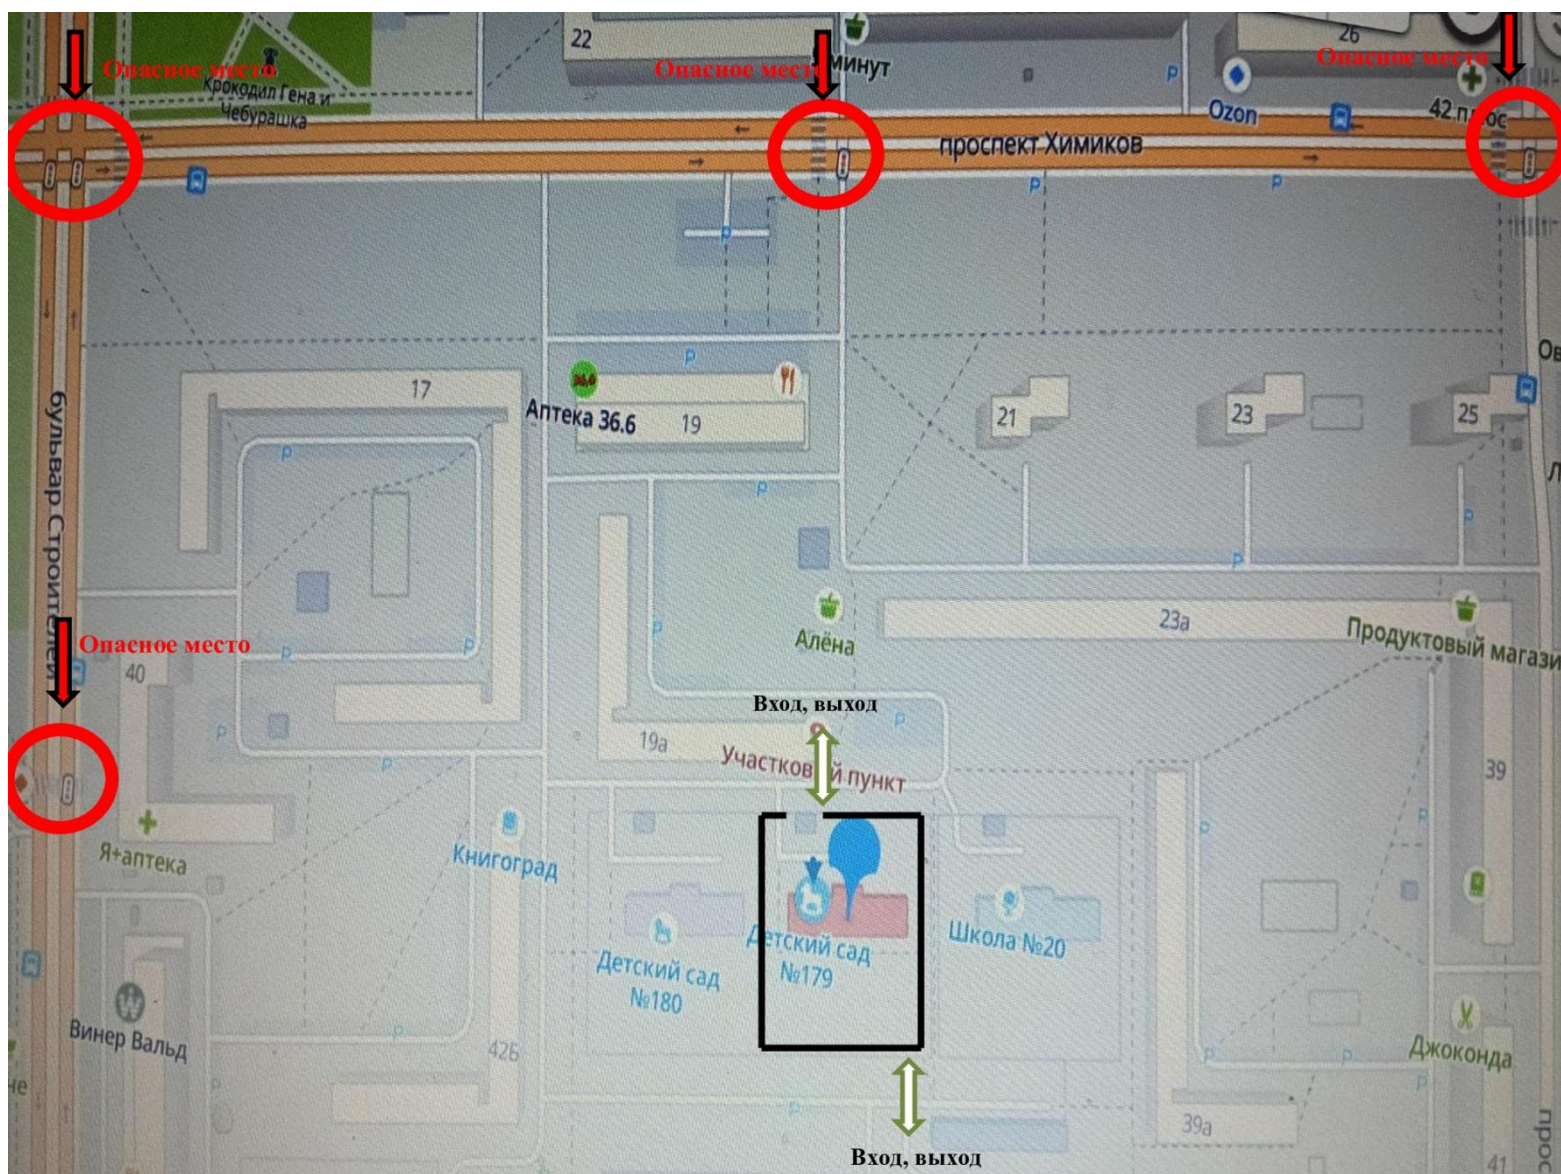 22
26
Опасное место
Опасное место
Опасное место
минут
Крокодил Гена и
Чебурашка
Ozon
42.плюс
проспект Химиков
P
P
P
P
P
17
Аптека 36.6
19
21
23
25
P
P
P
P
P
бульвар Строителей
Алёна
23а
Продуктовый магази
Опасное место
40
P
P
P
Вход, выход
P
P
19а
Участковый пункт
39
P
P
P
Я+аптека
Книгоград
Детский сад
№180
Детский сад
№179
Школа №20
Винер Вальд
42Б
P
P
Джоконда
P
P
P
P
39а
41
прос
Вход, выход